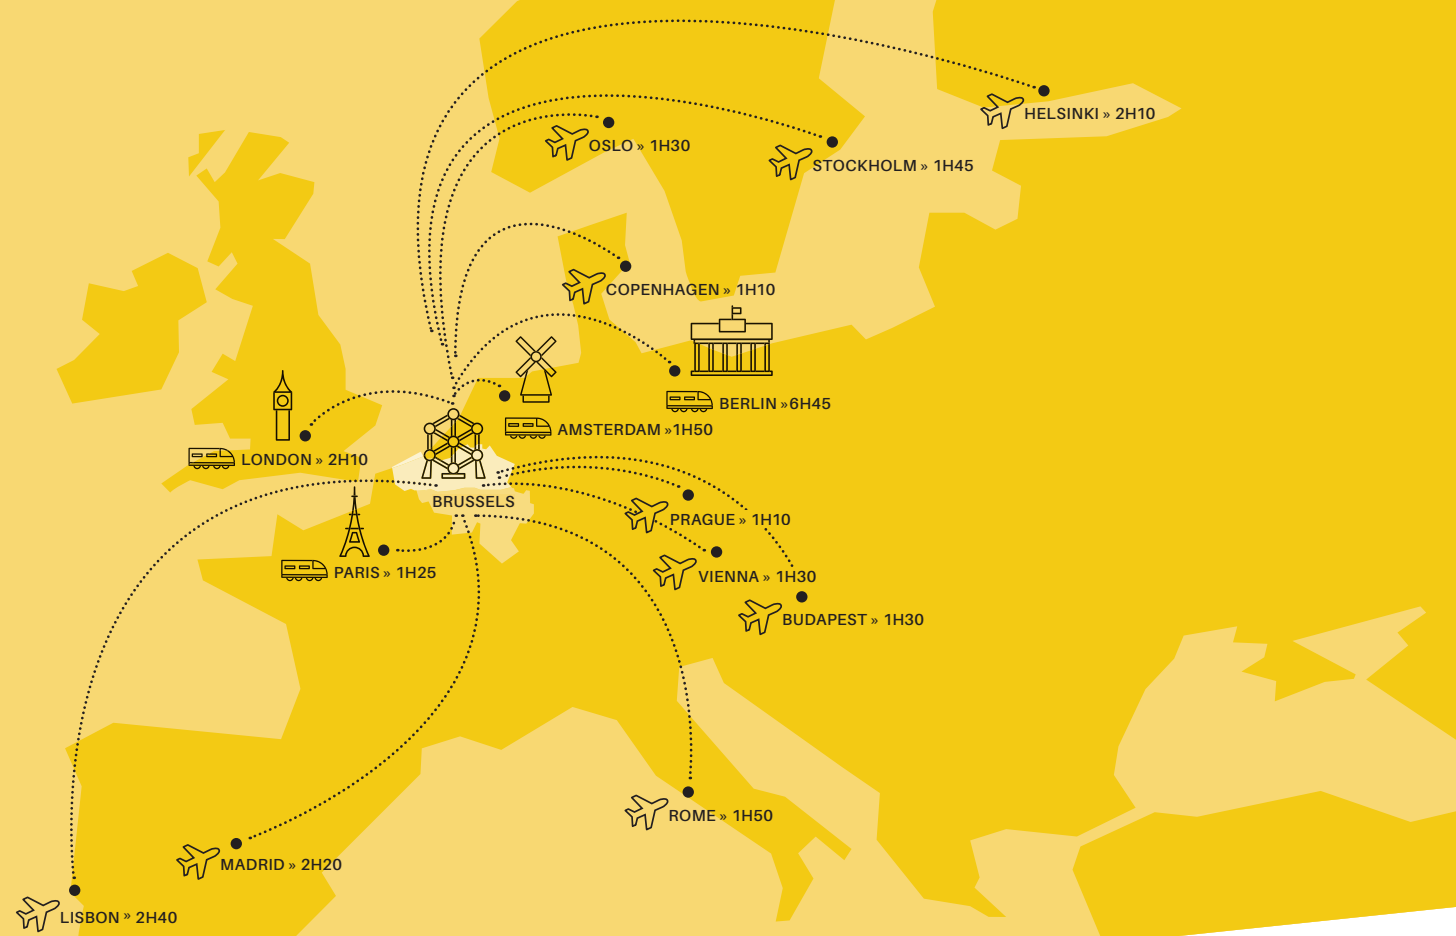 HELSINKI » 2H10
OSLO » 1H30
STOCKHOLM » 1H45
COPENHAGEN » 1H10
BERLIN »6H45
AMSTERDAM »1H50
LONDON » 2H10
BRUSSELS
PRAGUE » 1H10
PARIS » 1H25
VIENNA » 1H30
BUDAPEST » 1H30
ROME » 1H50
MADRID » 2H20
LISBON » 2H40